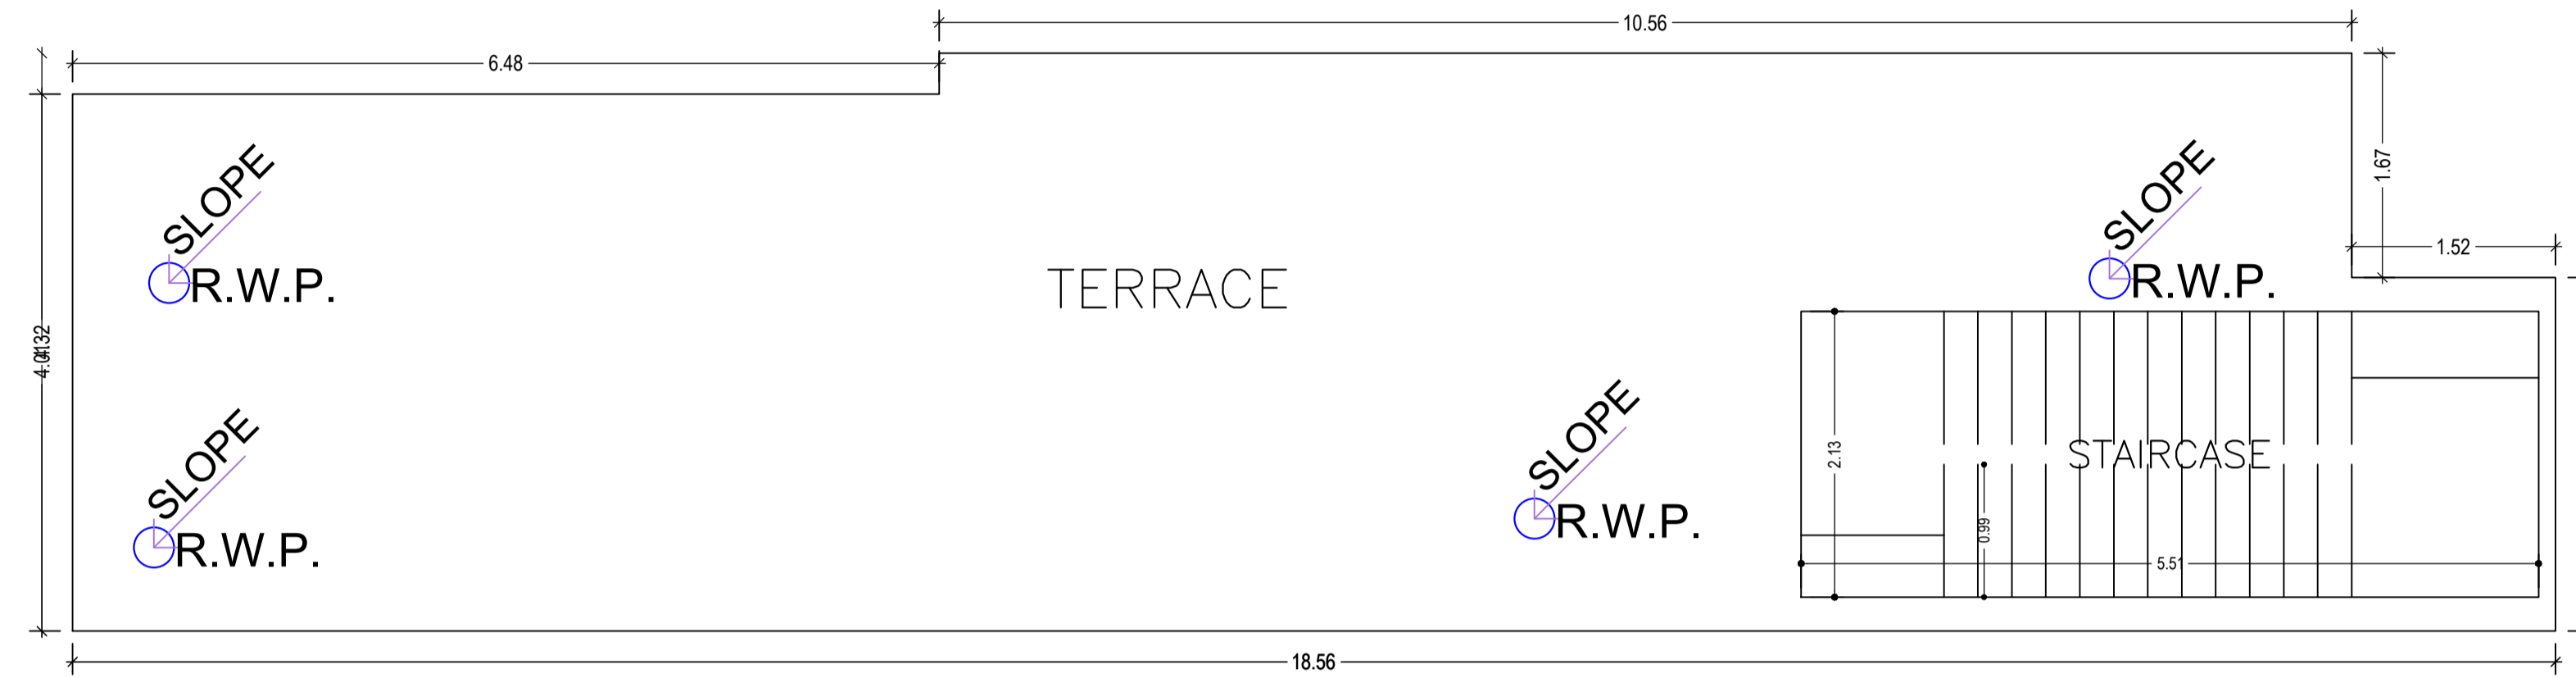 10.56
6.48
1.67
SLOPE
SLOPE
1.52
R.W.P.
TERRACE
R.W.P.
SLOPE
SLOPE
2.13
STAIRCASE
R.W.P.
R.W.P.
0.99
5.51
18.56